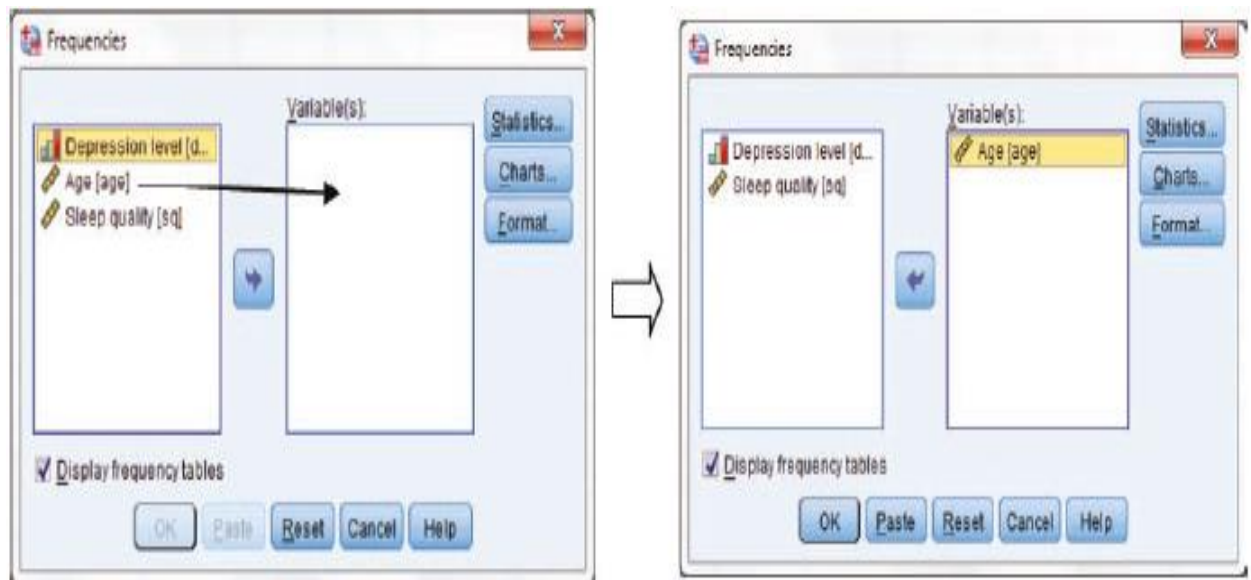 Frequencies
Variable(s):
Depression level [d...
Age [age]
Sleep quality [sq]
Statistics...
Charts...
Format...
Display frequency tables
OK Paste Reset Cancel Help
Frequencies
Variable(s):
Depression level [d...
Sleep quality [sq]
Age [age]
Statistics...
Charts...
Format...
Display frequency tables
OK Paste Reset Cancel Help